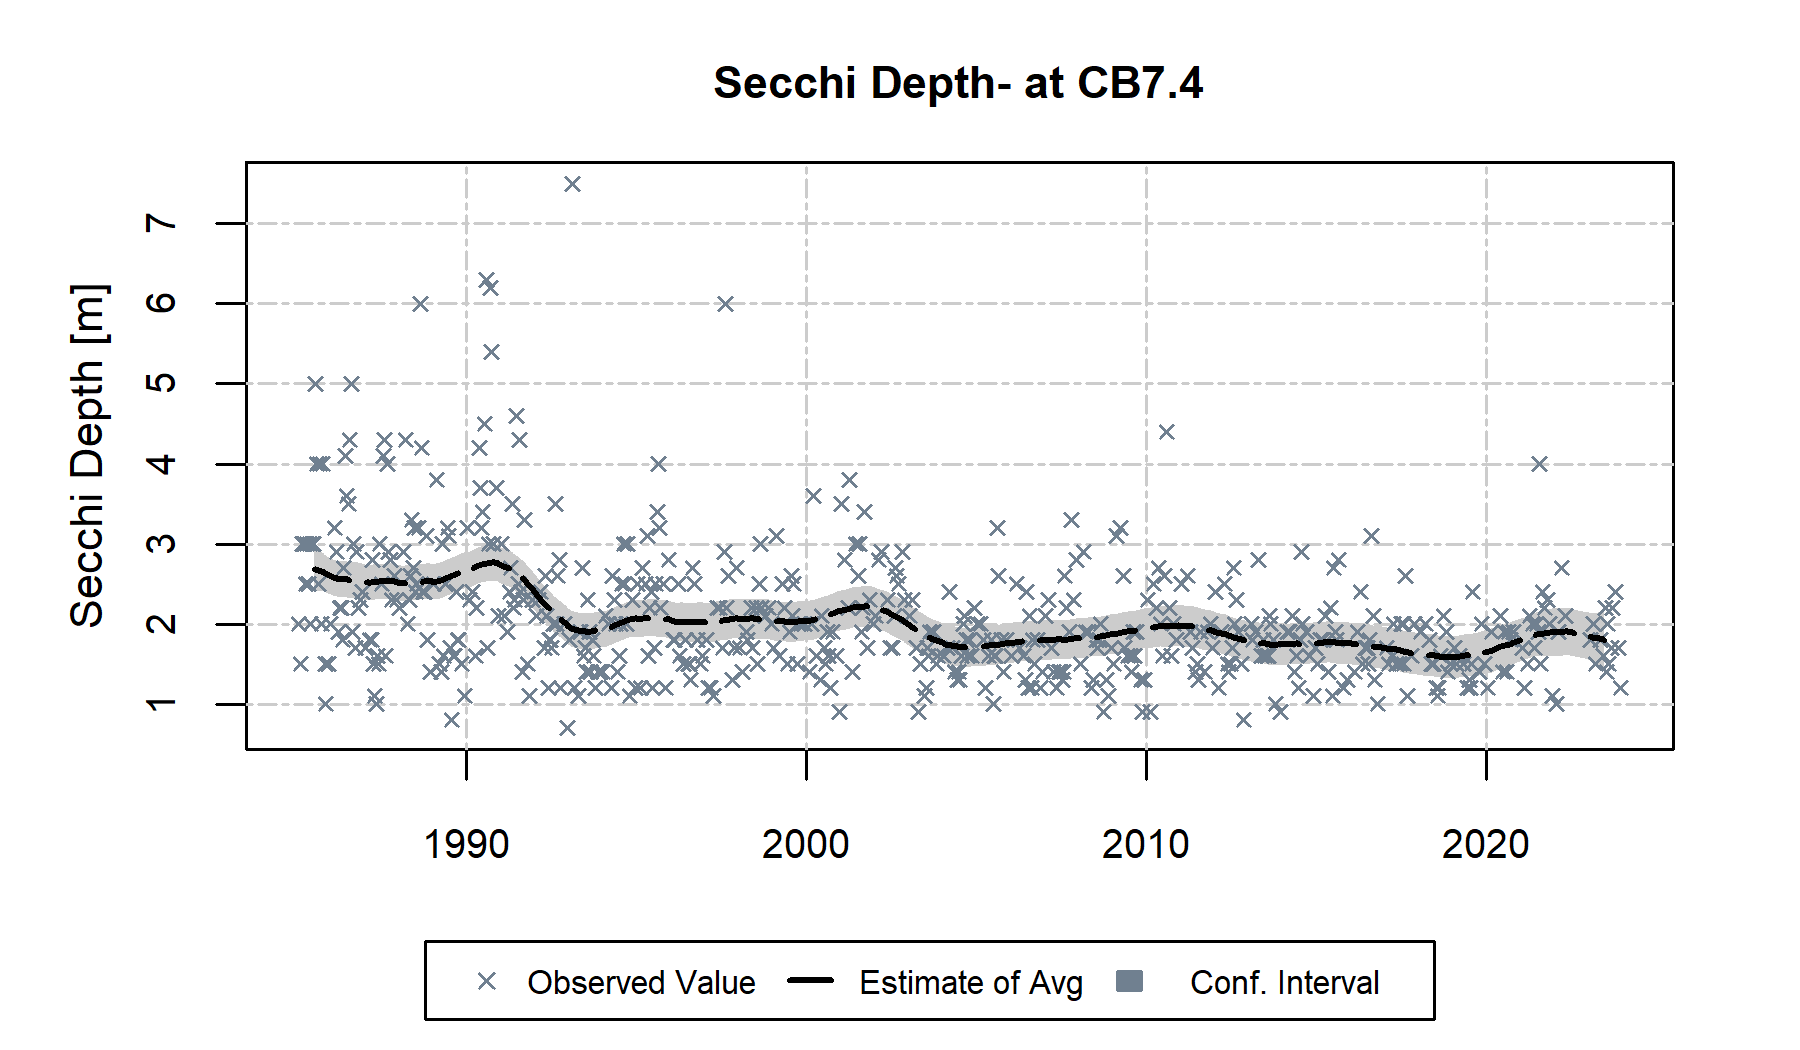 Secchi Depth- at CB7.4
Secchi Depth [m]
7
6
5
4
3
2
1
1990 2000 2010 2020
Observed Value Estimate of Avg Conf. Interval